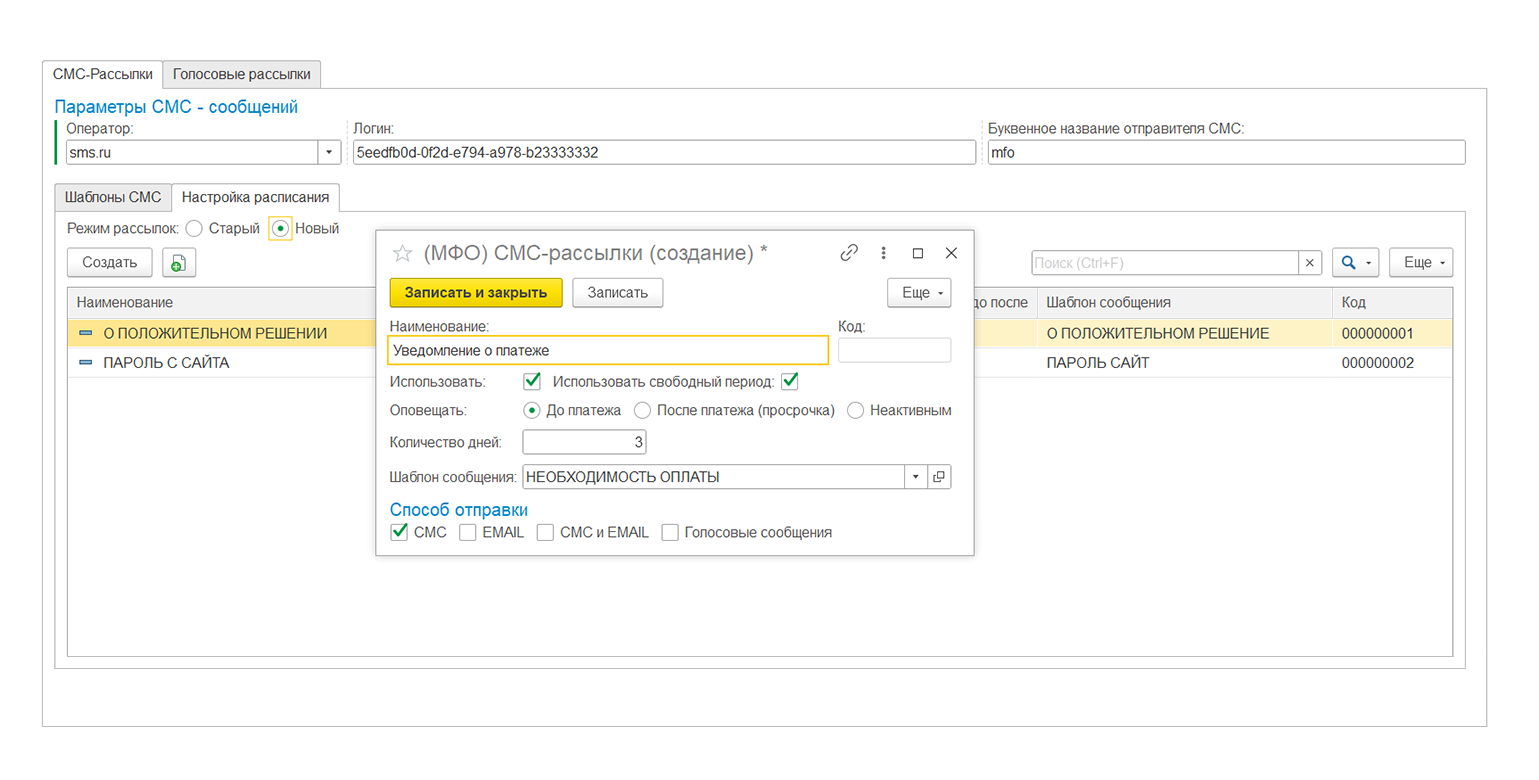 СМС-Рассылки Голосовые рассылки
Параметры СМС - сообщений
Оператор: Логин: Буквенное название отправителя СМС:
sms.ru 5eedfb0d-0f2d-e794-a978-b23333332 mfo
Шаблоны СМС Настройка расписания
Режим рассылок: Старый Новый
Создать Поиск (Ctrl+F) Еще
Наименование до после Шаблон сообщения Код
О ПОЛОЖИТЕЛЬНОМ РЕШЕНИИ О ПОЛОЖИТЕЛЬНОМ РЕШЕНИЕ 000000001
ПАРОЛЬ С САЙТА ПАРОЛЬ САЙТ 000000002
(МФО) СМС-рассылки (создание) *
Записать и закрыть Записать Еще
Наименование: Код:
Уведомление о платеже
Использовать: Использовать свободный период:
Оповещать: До платежа После платежа (просрочка) Неактивным
Количество дней: 3
Шаблон сообщения: НЕОБХОДИМОСТЬ ОПЛАТЫ
Способ отправки
СМС EMAIL СМС и EMAIL Голосовые сообщения